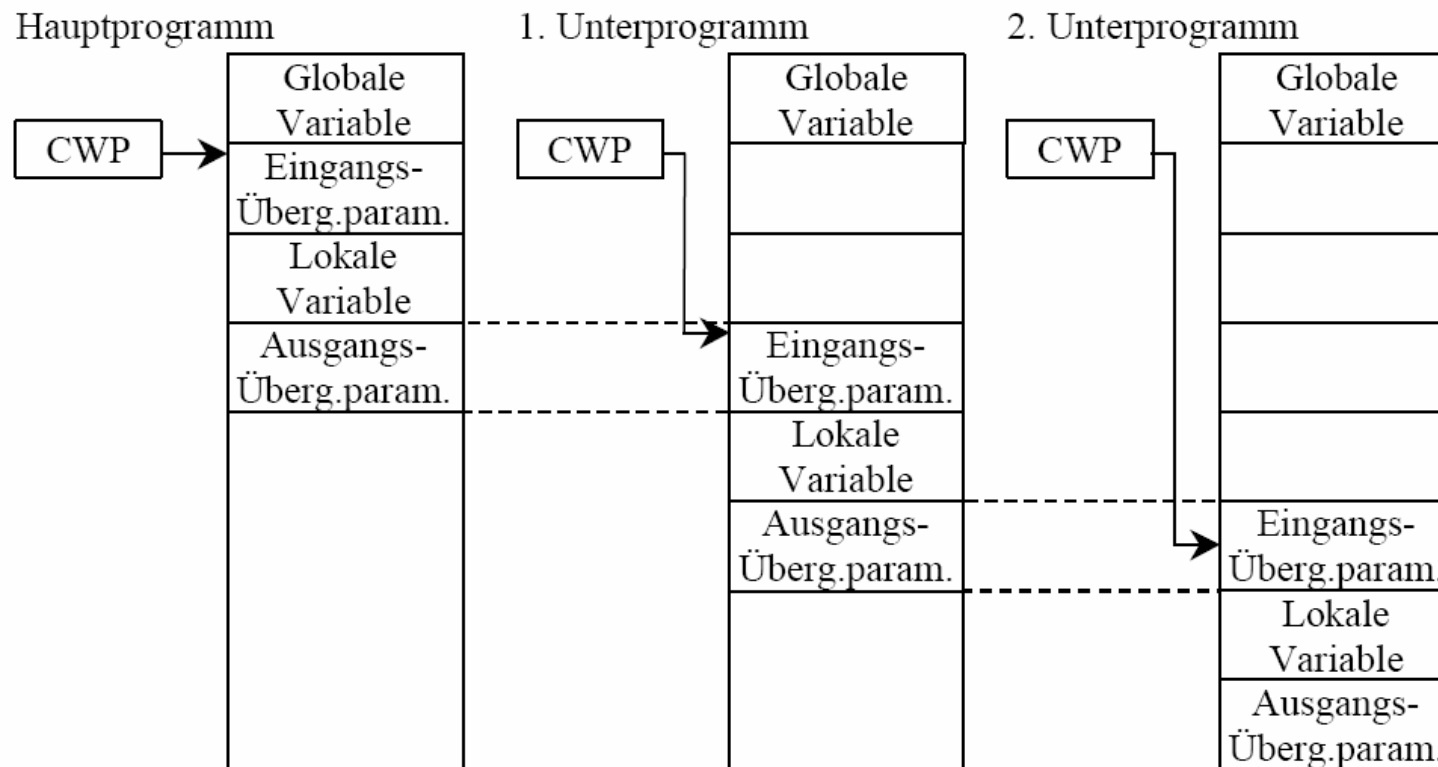 Hauptprogramm
1. Unterprogramm
2. Unterprogramm
CWP
Globale
Variable
Eingangs-
Überg.param.
Lokale
Variable
Ausgangs-
Überg.param.
CWP
Globale
Variable
Eingangs-
Überg.param.
Lokale
Variable
Ausgangs-
Überg.param.
CWP
Globale
Variable
Eingangs-
Überg.param.
Lokale
Variable
Ausgangs-
Überg.param.